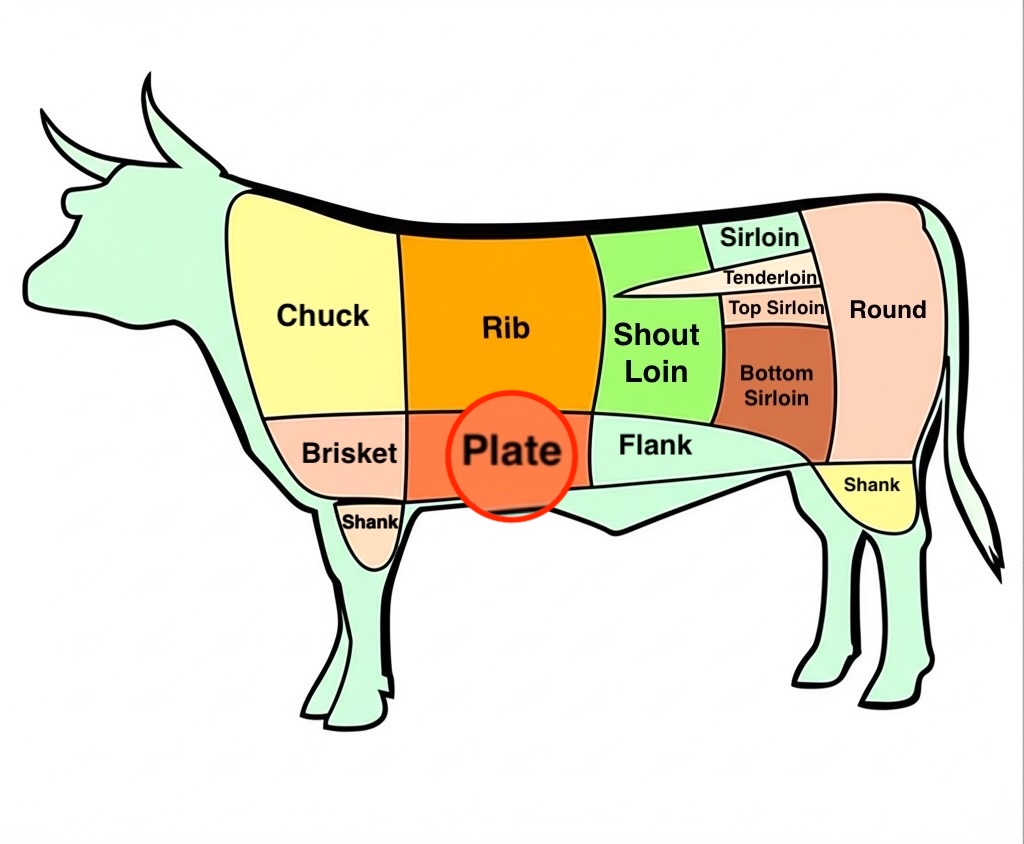 Sirloin
Tenderloin
Top Sirloin
Chuck
Rib
Shout
Loin
Round
Bottom
Sirloin
Brisket
Plate
Flank
Shank
Shank